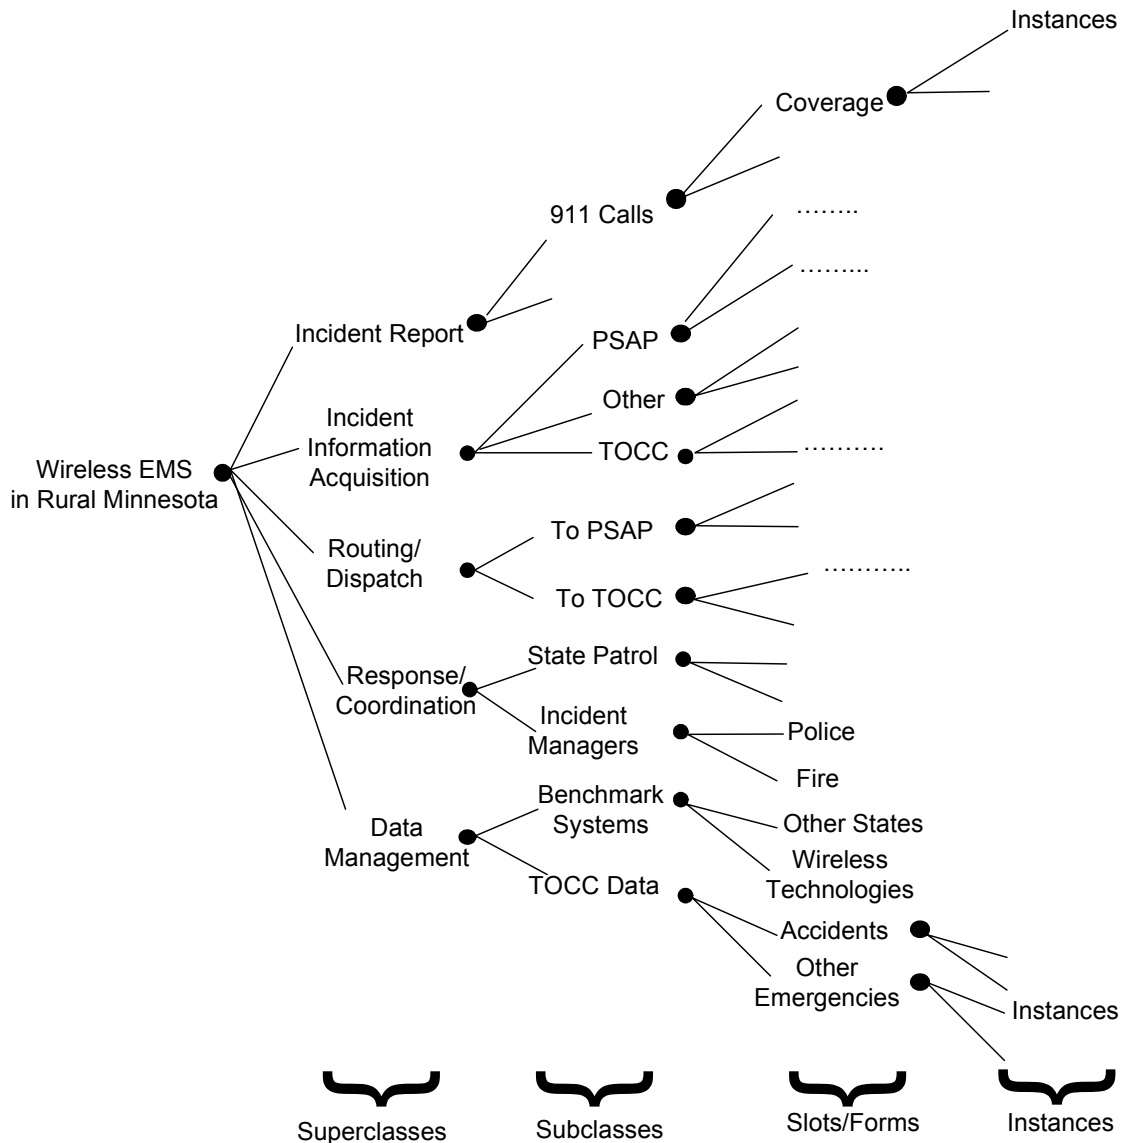 Instances
Coverage
911 Calls
……..
……...
Incident Report
PSAP
Other
Incident
Information
Acquisition
TOCC
……….
Wireless EMS
in Rural Minnesota
To PSAP
Routing/
Dispatch
………..
To TOCC
State Patrol
Response/
Coordination
Incident
Managers
Police
Fire
Benchmark
Systems
Other States
Data
Management
Wireless
Technologies
TOCC Data
Accidents
Other
Emergencies
Instances
Superclasses
Subclasses
Slots/Forms
Instances